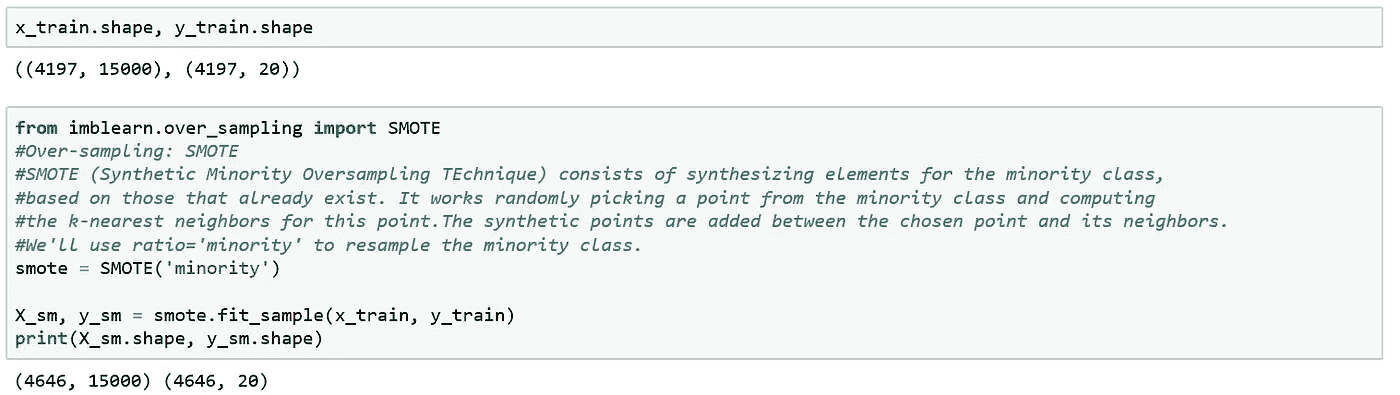 x_train.shape, y_train.shape
((4197, 15000), (4197, 20))
from imblearn.over_sampling import SMOTE
#Over-sampling: SMOTE
#SMOTE (Synthetic Minority Oversampling TEchnique) consists of synthesizing elements for the minority class,
#based on those that already exist. It works randomly picking a point from the minority class and computing
#the k-nearest neighbors for this point.The synthetic points are added between the chosen point and its neighbors.
#We'll use ratio='minority' to resample the minority class.
smote = SMOTE('minority')
X_sm, y_sm = smote.fit_sample(x_train, y_train)
print(X_sm.shape, y_sm.shape)
(4646, 15000) (4646, 20)